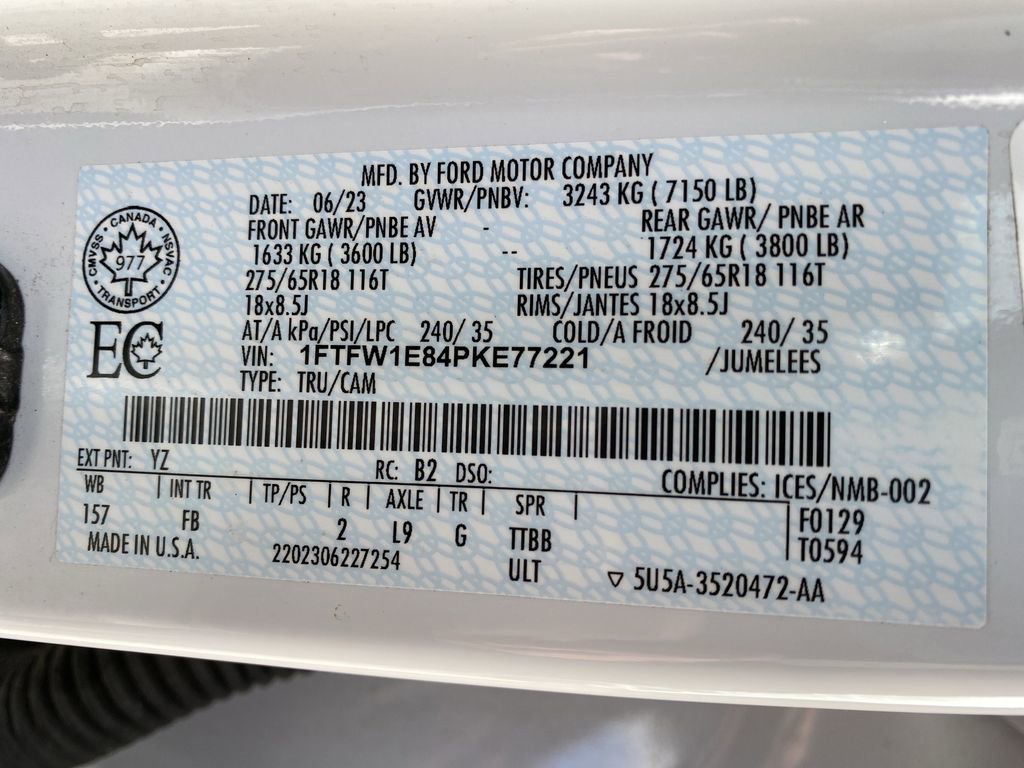 MFD. BY FORD MOTOR COMPANY
DATE: 06/23 GVWR/PNBV: 3243 KG ( 7150 LB)
FRONT GAWR/PNBE AV - REAR GAWR/ PNBE AR
1633 KG ( 3600 LB) -- 1724 KG ( 3800 LB)
275/65R18 116T TIRES/PNEUS 275/65R18 116T
18x8.5J RIMS/JANTES 18x8.5J
AT/A kPa/PSI/LPC 240/ 35 COLD/A FROID 240/ 35
VIN: 1FTFW1E84PKE77221 /JUMELEES
TYPE: TRU/CAM
CANADA
CMVSS 977 NSVAC
TRANSPORT
EC
EXT PNT: YZ RC: B2 DSO: COMPLIES: ICES/NMB-002
WB | INT TR | TP/PS | R | AXLE | TR | SPR | F0129
157 FB 2 L9 G TTBB | T0594
MADE IN U.S.A. 2202306227254 ULT ▽ 5U5A-3520472-AA